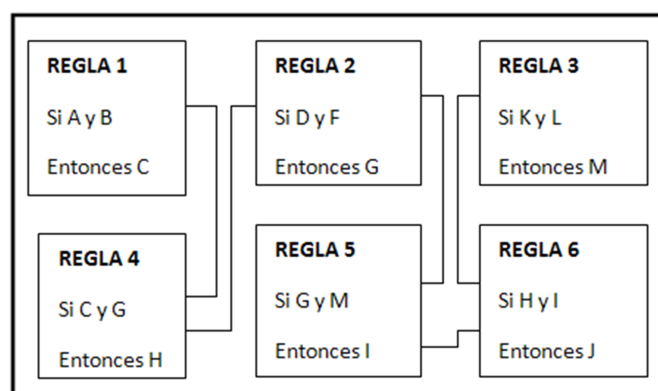 REGLA 1
Si A y B
Entonces C
REGLA 2
Si D y F
Entonces G
REGLA 3
Si K y L
Entonces M
REGLA 4
Si C y G
Entonces H
REGLA 5
Si G y M
Entonces I
REGLA 6
Si H y I
Entonces J